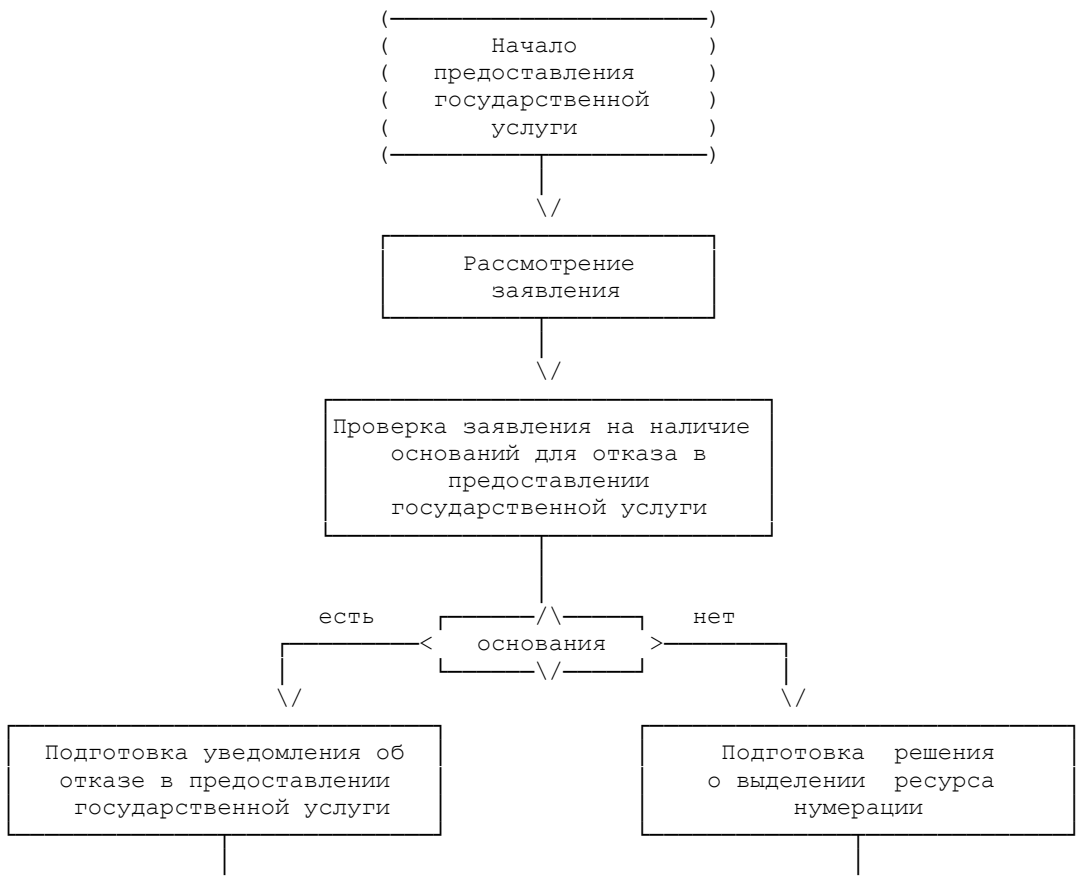 Начало
предоставления
государственной
услуги
Рассмотрение
заявления
Проверка заявления на наличие
оснований для отказа в
предоставлении
государственной услуги
есть
нет
основания
Подготовка уведомления об
отказе в предоставлении
государственной услуги
Подготовка решения
о выделении ресурса
нумерации